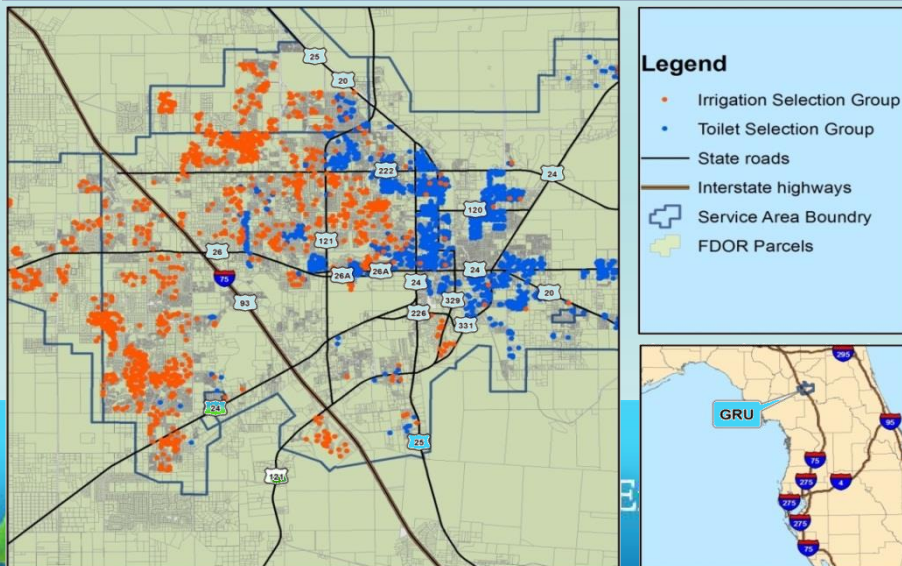 25
20
222
24
120
121
26
26A
26A
24
75
24
20
93
329
226
331
24
25
121
E
Legend
Irrigation Selection Group
Toilet Selection Group
State roads
Interstate highways
Service Area Boundry
FDOR Parcels
295
GRU
95
75
275
4
275
275
75